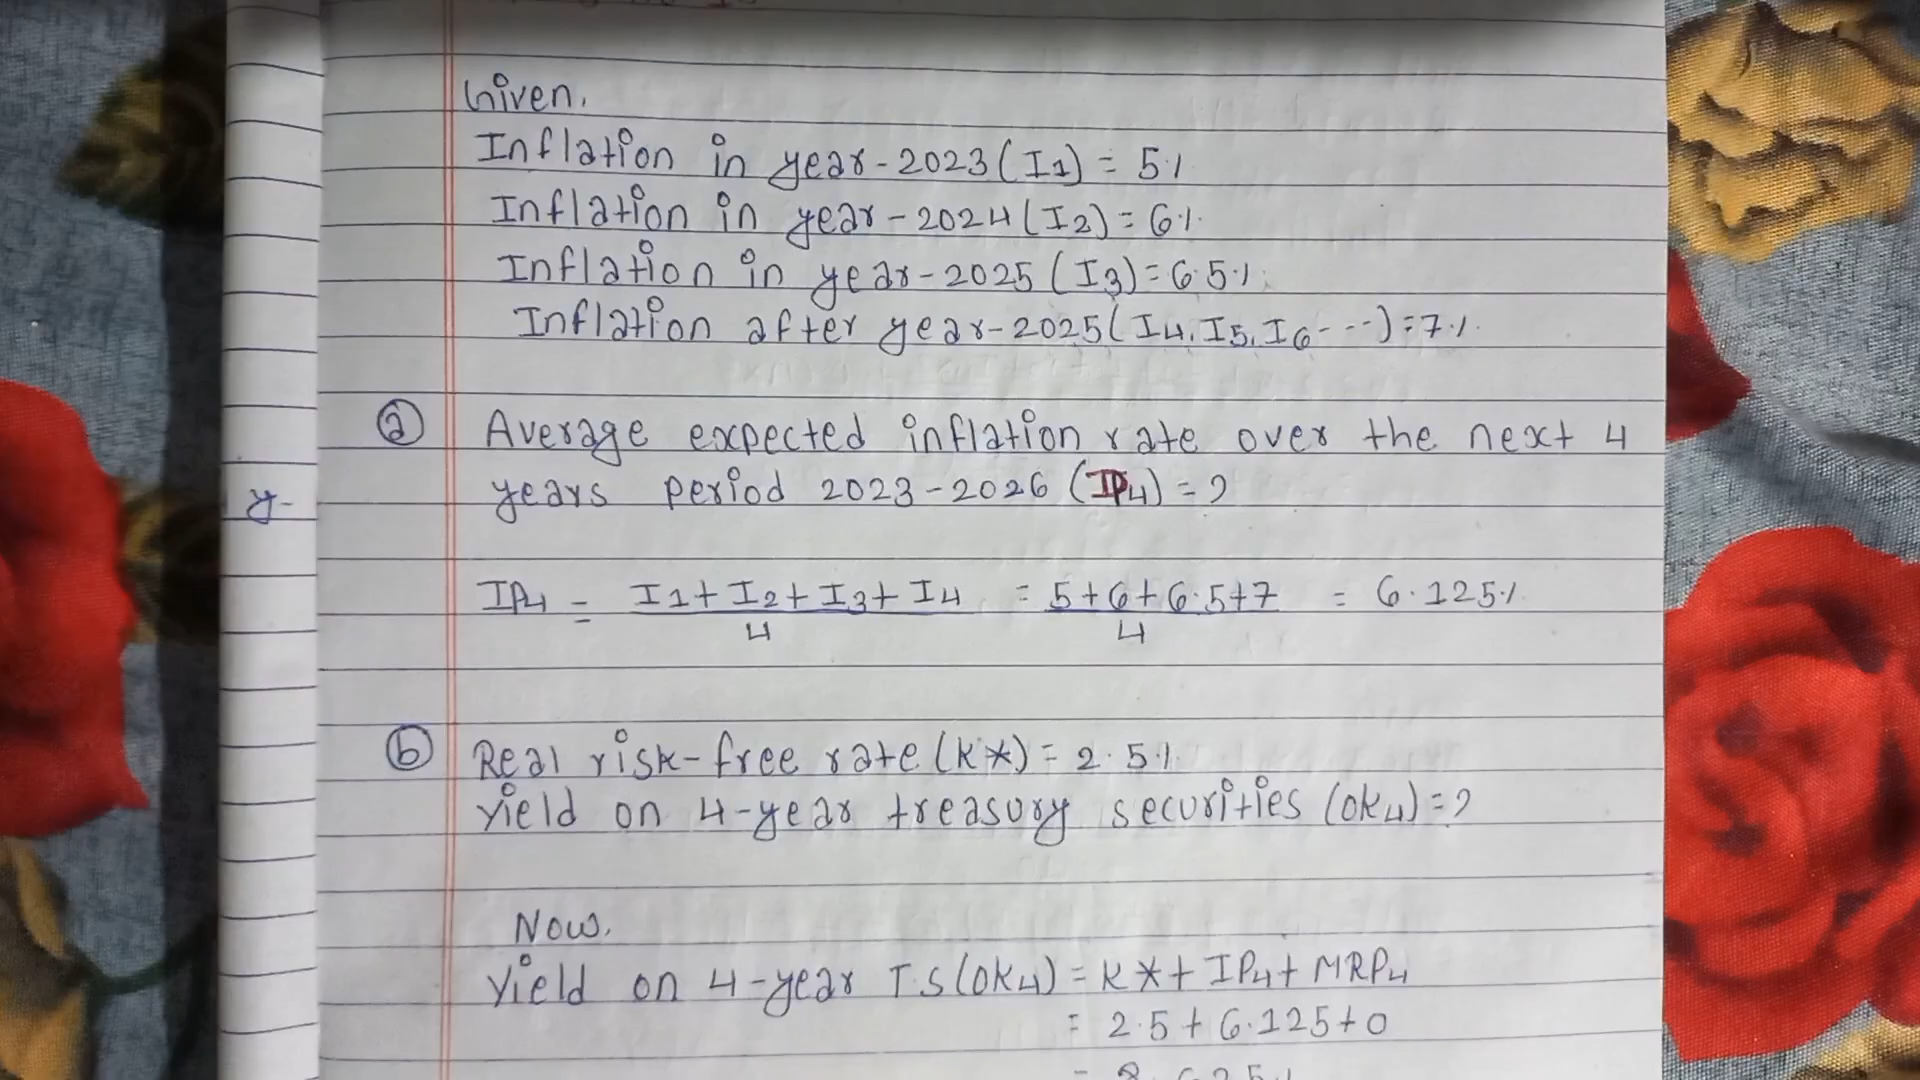 Given,
Inflation in year-2023(I1) = 5%
Inflation in year-2024(I2) = 6%.
Inflation in year-2025 (I3) = 6.5%.
Inflation after year-2025(I4, I5, I6---) = 7%.
(a) Average expected inflation rate over the next 4
years period 2023-2026 (IP4) = ?
y-
IP4 = I1+I2+I3+I4/4 = 5+6+6.5+7/4 = 6.125%.
(b) Real risk-free rate (K*) = 2.5%.
Yield on 4-year treasury securities (0K4) = ?
Now,
Yield on 4-year T.S(0K4) = K*+IP4+MRP4
= 2.5+6.125+0